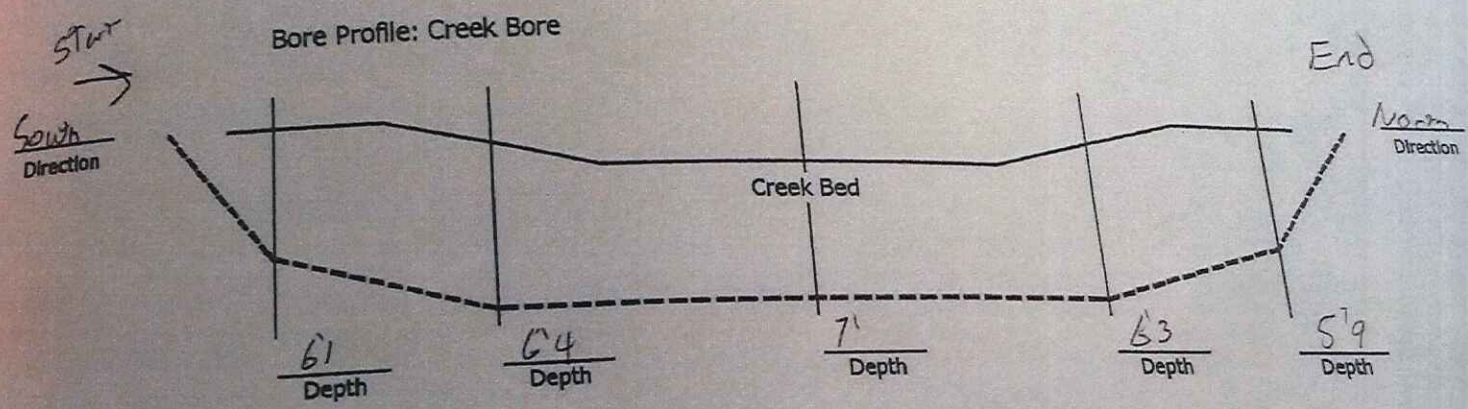 Start
Bore Profile: Creek Bore
End
South
Direction
North
Direction
Creek Bed
6'1
Depth
6'4
Depth
7'
Depth
6'3
Depth
5'9
Depth